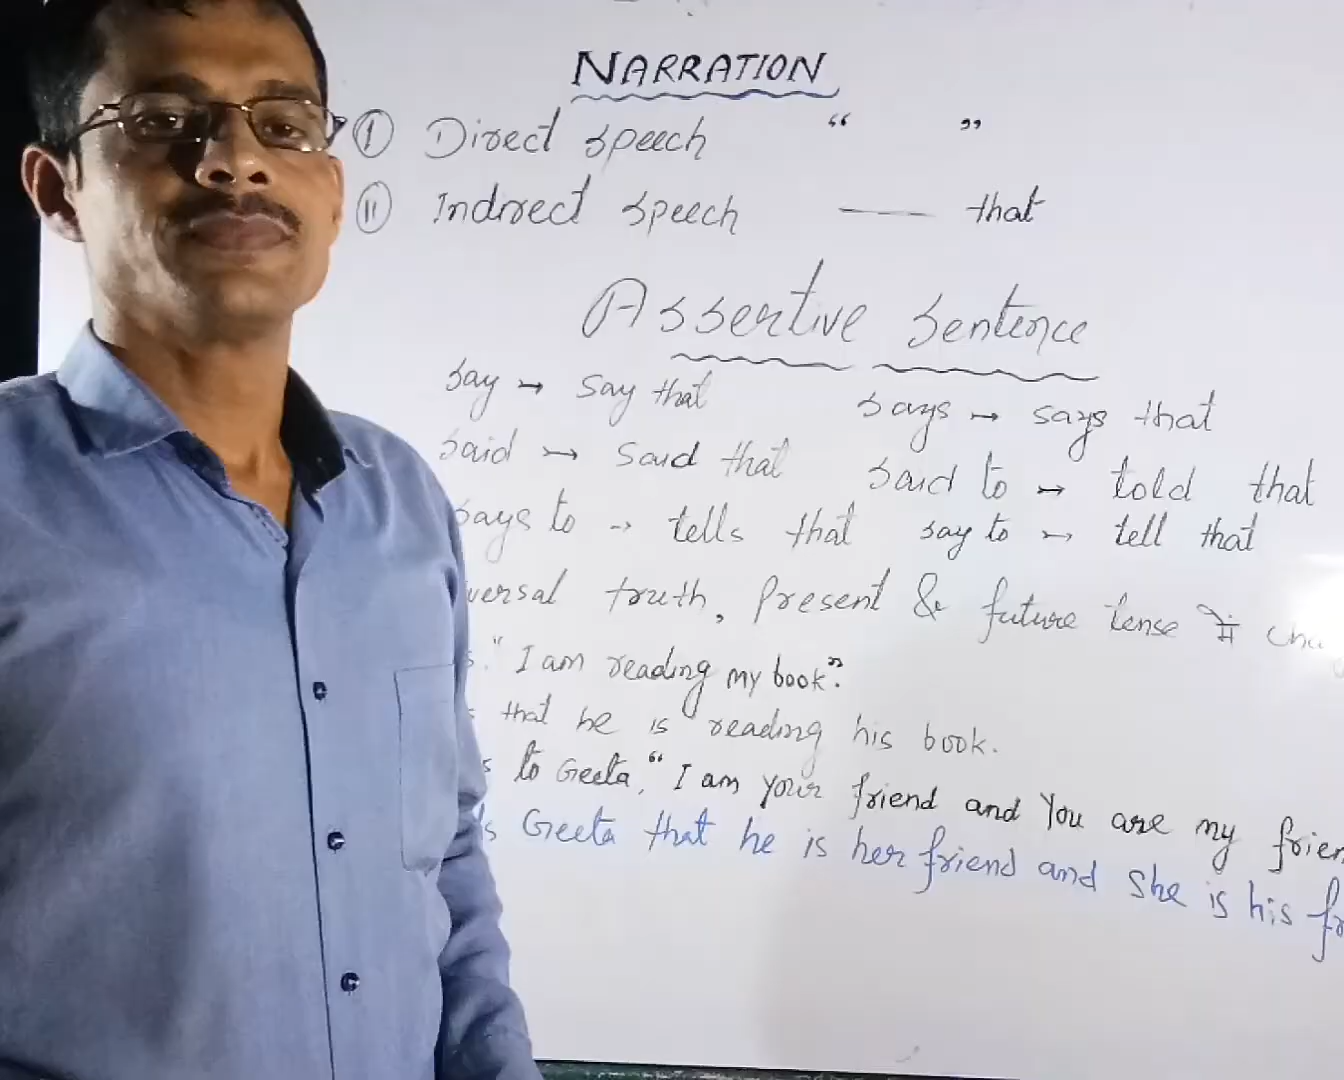 NARRATION
I Direct speech " "
II Indirect speech —— that
Assertive Sentence
say → say that says → says that
said → said that said to → told that
says to → tells that say to → tell that
versal truth, Present & future tense में
"I am reading my book".
that he is reading his book.
to Geeta, "I am your friend and You are my frien
Geeta that he is her friend and she is his fr